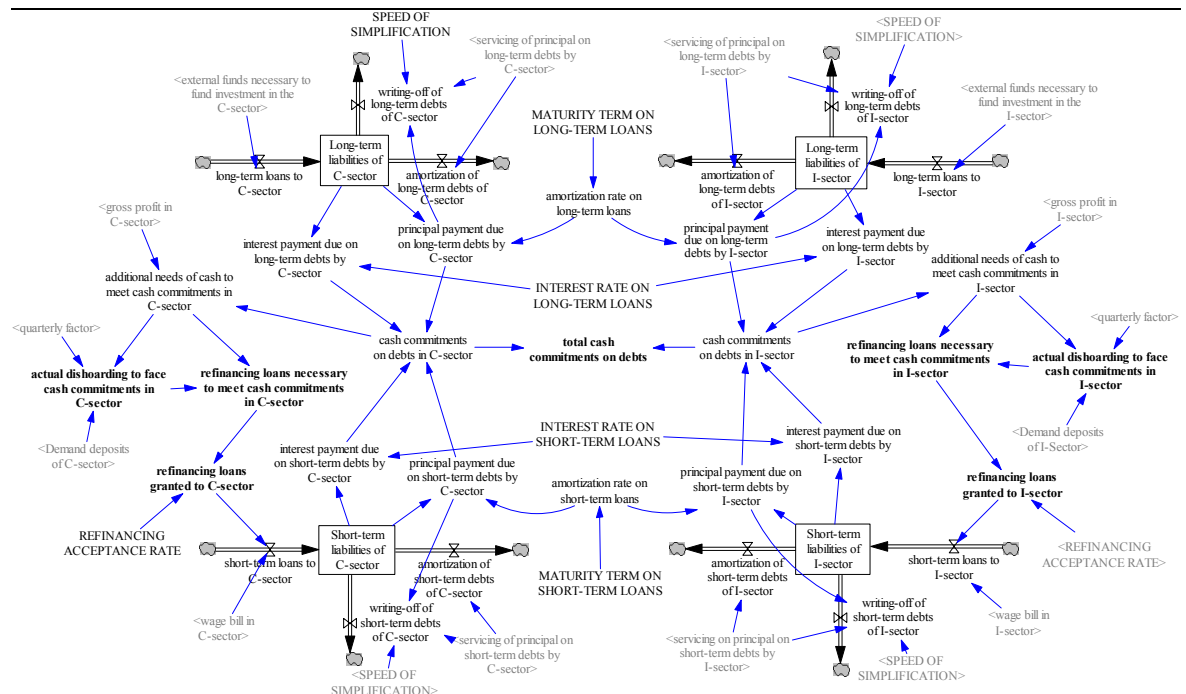 SPEED OF
SIMPLIFICATION
<servicing of principal on
long-term debts by
C-sector>
<external funds necessary to
fund investment in the
C-sector>
writing-off of
long-term debts
of C-sector
MATURITY TERM ON
LONG-TERM LOANS
Long-term
liabilities of
C-sector
long-term loans to
C-sector
amortization of
long-term debts of
C-sector
<servicing of principal on
long-term debts by
I-sector>
<SPEED OF
SIMPLIFICATION>
writing-off of
long-term debts
of I-sector
<external funds necessary to
fund investment in the
I-sector>
Long-term
liabilities of
I-sector
amortization of
long-term debts
of I-sector
long-term loans to
I-sector
<gross profit in
C-sector>
amortization rate on
long-term loans
principal payment due
on long-term debts by
C-sector
interest payment due
on long-term debts by
C-sector
principal payment
due on long-term
debts by I-sector
interest payment due
on long-term debts by
I-sector
<gross profit in
I-sector>
additional needs of cash to
meet cash commitments in
C-sector
INTEREST RATE ON
LONG-TERM LOANS
additional needs of cash to
meet cash commitments in
I-sector
<quarterly factor>
cash commitments
on debts in C-sector
total cash
commitments on debts
cash commitments
on debts in I-sector
<quarterly factor>
actual dishoarding to face
cash commitments in
C-sector
refinancing loans necessary
to meet cash commitments
in C-sector
refinancing loans necessary
to meet cash commitments
in I-sector
actual dishoarding to face
cash commitments in
I-sector
<Demand deposits
of C-sector>
INTEREST RATE ON
SHORT-TERM LOANS
<Demand deposits
of I-Sector>
interest payment due
on short-term debts by
C-sector
principal payment due
on short-term debts by
C-sector
interest payment due
on short-term debts by
I-sector
principal payment due on
short-term debts by
I-sector
refinancing loans
granted to C-sector
amortization rate on
short-term loans
refinancing loans
granted to I-sector
REFINANCING
ACCEPTANCE RATE
Short-term
liabilities of
C-sector
short-term loans to
C-sector
amortization of
short-term debts
of C-sector
MATURITY TERM ON
SHORT-TERM LOANS
Short-term
liabilities of
I-sector
amortization of
short-term debts
of I-sector
short-term loans to
I-sector
<REFINANCING
ACCEPTANCE RATE>
<wage bill in
C-sector>
writing-off of
short-term debts
of C-sector
<servicing of principal on
short-term debts by
C-sector>
<SPEED OF
SIMPLIFICATION>
<servicing on principal on
short-term debts by
I-sector>
writing-off of
short-term debts
of I-sector
<wage bill in
I-sector>
<SPEED OF
SIMPLIFICATION>